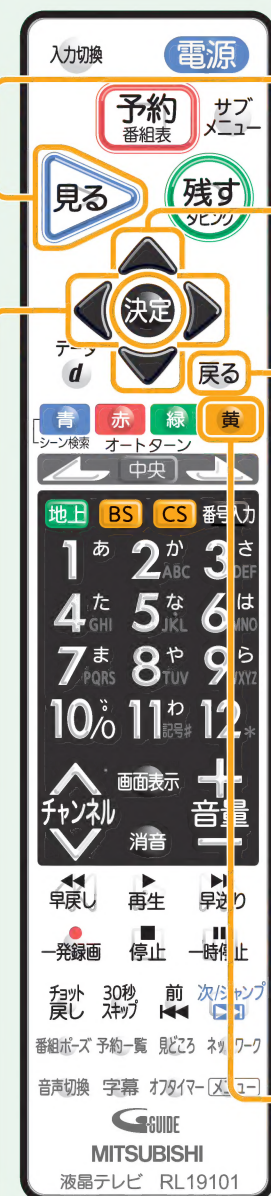 入力切換 電源
予約
番組表
サブ
メニュー
見る
残す
ダビング
決定
データ
d
戻る
青 赤 緑 黄
シーン検索 オートターン
中央
地上 BS CS 番号入力
1 あ 2 か ABC 3 さ DEF
4 た GHI 5 な JKL 6 は MNO
7 ま PQRS 8 や TUV 9 ら WXYZ
10/0 11 わ 記号# 12 *
チャンネル
画面表示
消音
+
音量
−
早戻し 再生 早送り
一発録画 停止 一時停止
チョット戻し 30秒スキップ 前 次/ジャンプ
番組ポーズ 予約一覧 見どころ ネットワーク
音声切換 字幕 オフタイマー メニュー
G-GUIDE
MITSUBISHI
液晶テレビ RL19101